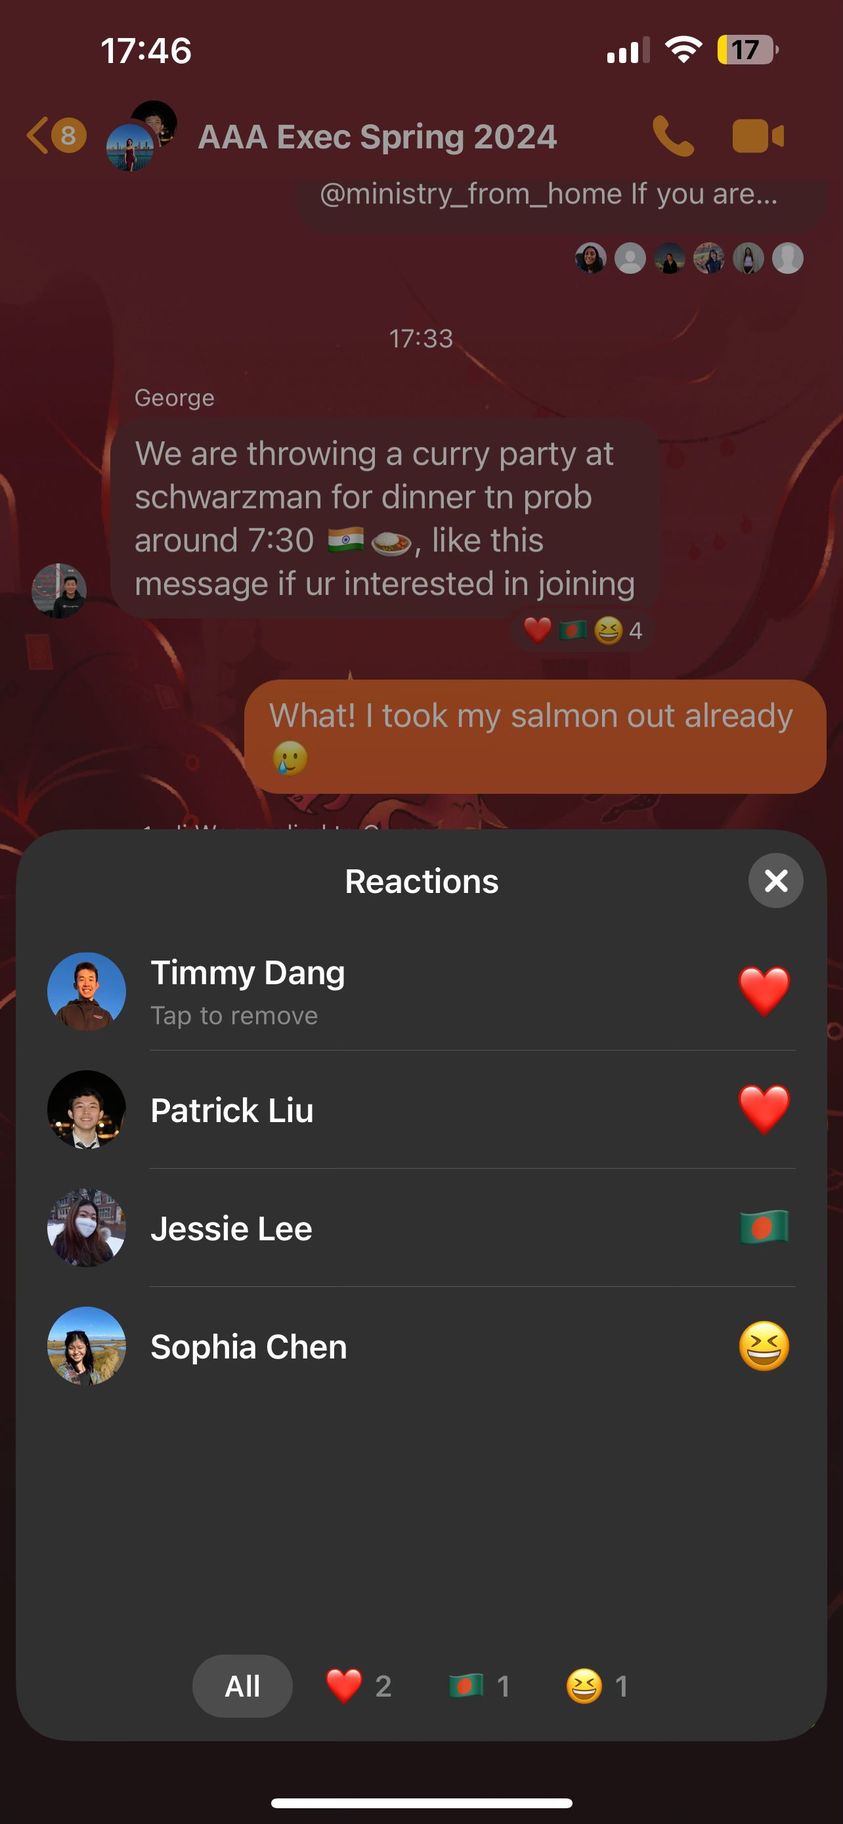 17:46
17
8
AAA Exec Spring 2024
@ministry_from_home If you are...
17:33
George
We are throwing a curry party at
schwarzman for dinner tn prob
around 7:30 🇮🇳🍛, like this
message if ur interested in joining
❤️🇧🇩😆 4
What! I took my salmon out already
🥲
Reactions
Timmy Dang
Tap to remove
❤️
Patrick Liu
❤️
Jessie Lee
🇧🇩
Sophia Chen
😆
All ❤️ 2 🇧🇩 1 😆 1